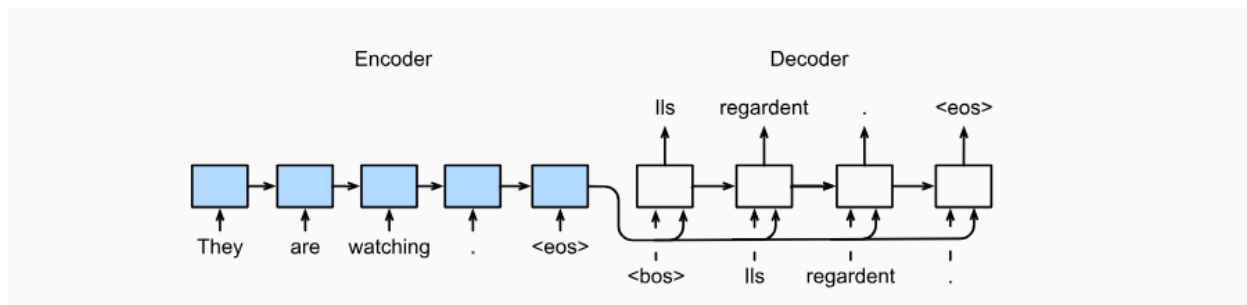 Encoder Decoder
Ils regardent . <eos>
They are watching . <eos>
<bos> Ils regardent .